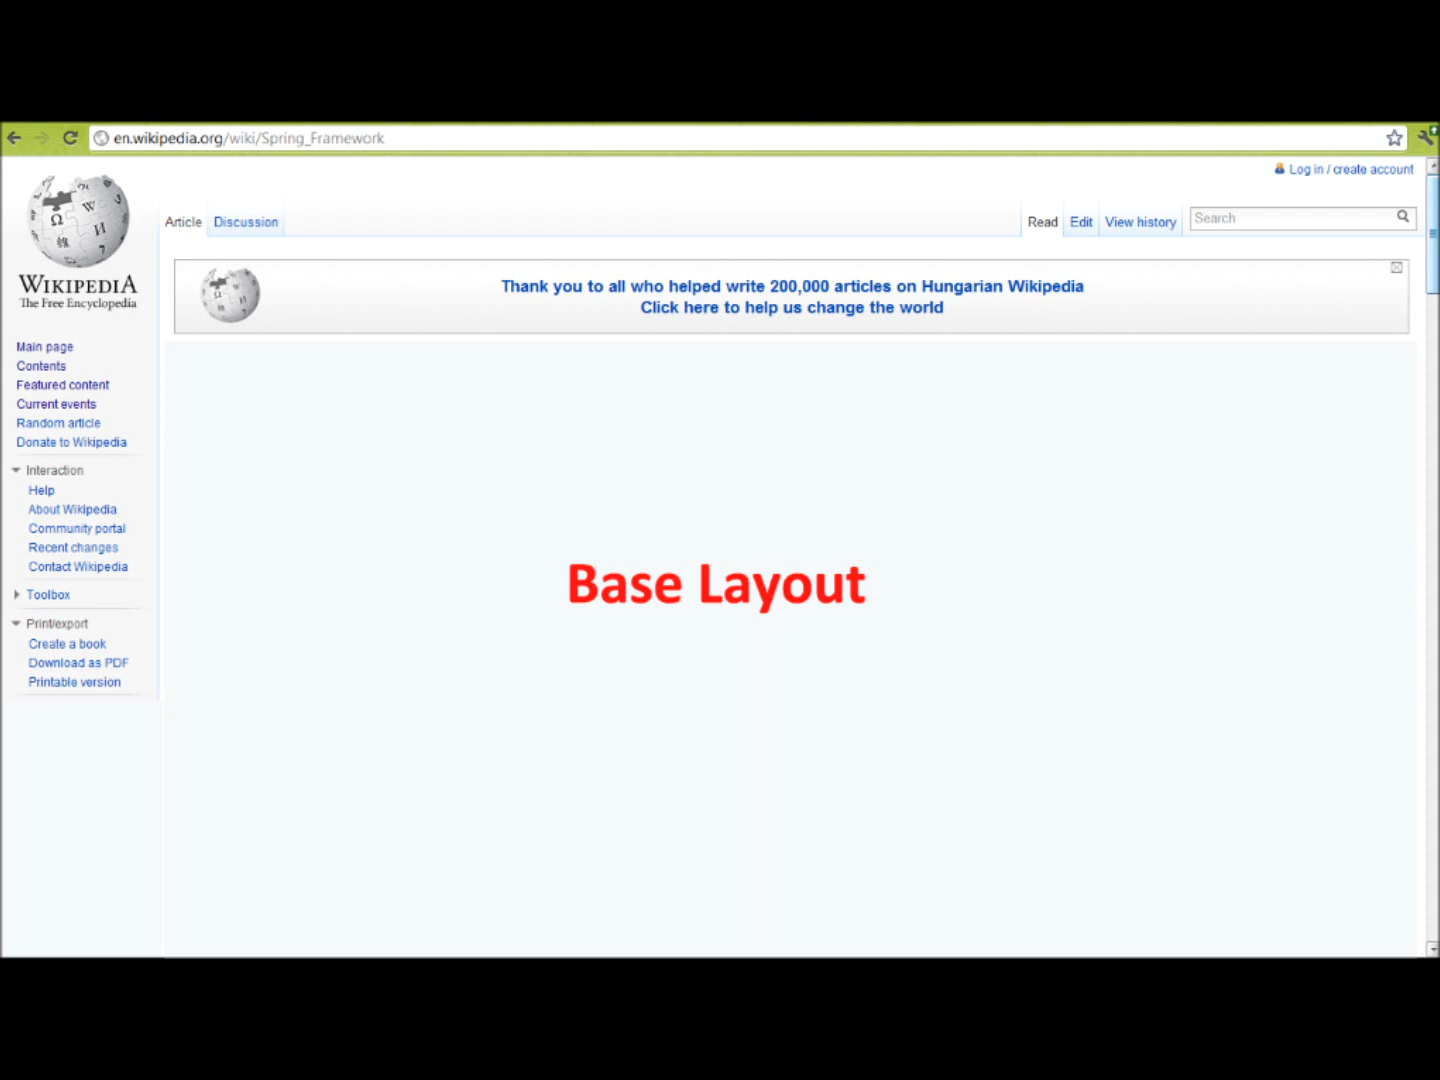 en.wikipedia.org/wiki/Spring_Framework
Log in / create account
Article Discussion Read Edit View history Search
WIKIPEDIA
The Free Encyclopedia
Thank you to all who helped write 200,000 articles on Hungarian Wikipedia
Click here to help us change the world
Main page
Contents
Featured content
Current events
Random article
Donate to Wikipedia
Interaction
Help
About Wikipedia
Community portal
Recent changes
Contact Wikipedia
Toolbox
Print/export
Create a book
Download as PDF
Printable version
Base Layout